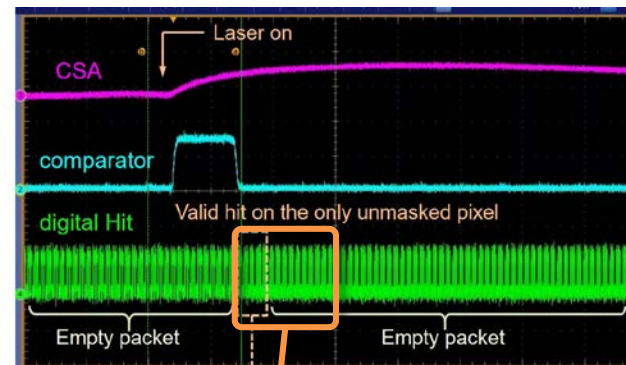 Laser on
CSA
comparator
Valid hit on the only unmasked pixel
digital Hit
Empty packet
Empty packet